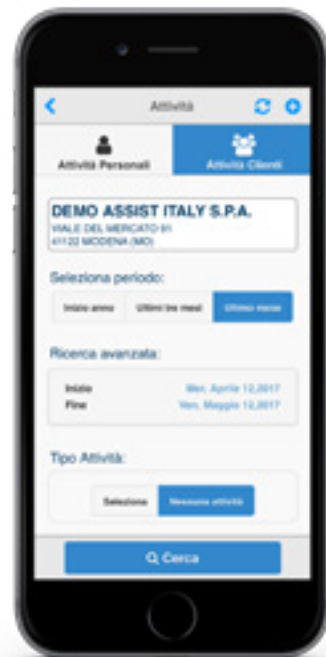 Attività
Attività Personali
Attività Clienti
DEMO ASSIST ITALY S.P.A.
VIALE DEL MERCATO 91
41122 MODENA (MO)
Seleziona periodo:
Inizio anno
Ultimi tre mesi
Ultimo mese
Ricerca avanzata:
Inizio Mer. Aprile 12,2017
Fine Ven. Maggio 12,2017
Tipo Attività:
Seleziona
Nessuna attività
Cerca